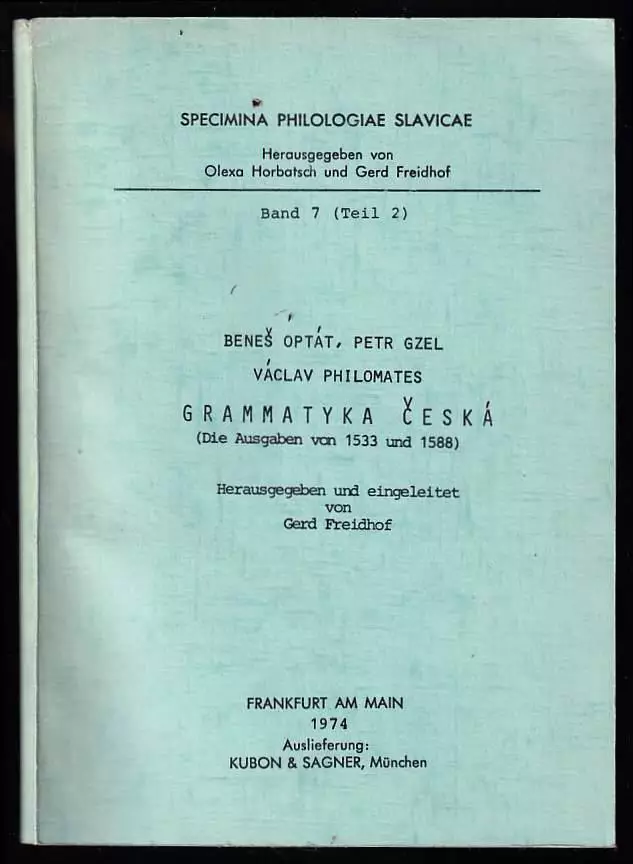 SPECIMINA PHILOLOGIAE SLAVICAE
Herausgegeben von
Olexa Horbatsch und Gerd Freidhof
Band 7 (Teil 2)
BENEŠ OPTÁT, PETR GZEL
VÁCLAV PHILOMATES
GRAMMATYKA ČESKÁ
(Die Ausgaben von 1533 und 1588)
Herausgegeben und eingeleitet
von
Gerd Freidhof
FRANKFURT AM MAIN
1974
Auslieferung:
KUBON & SAGNER, München